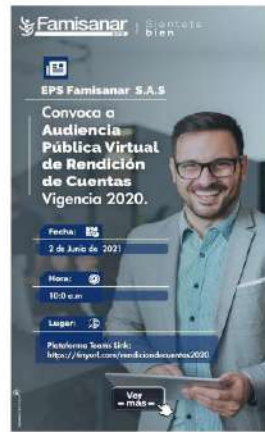 Famisanar
EPS
Siéntete
bien
EPS Famisanar S.A.S
Convoca a
Audiencia
Pública Virtual
de Rendición
de Cuentas
Vigencia 2020.
Fecha:
2 de Junio de 2021
Hora:
10:0 a.m
Lugar:
Plataforma Teams Link:
https://tinyurl.com/rendiciondecuentas2020
Ver
más